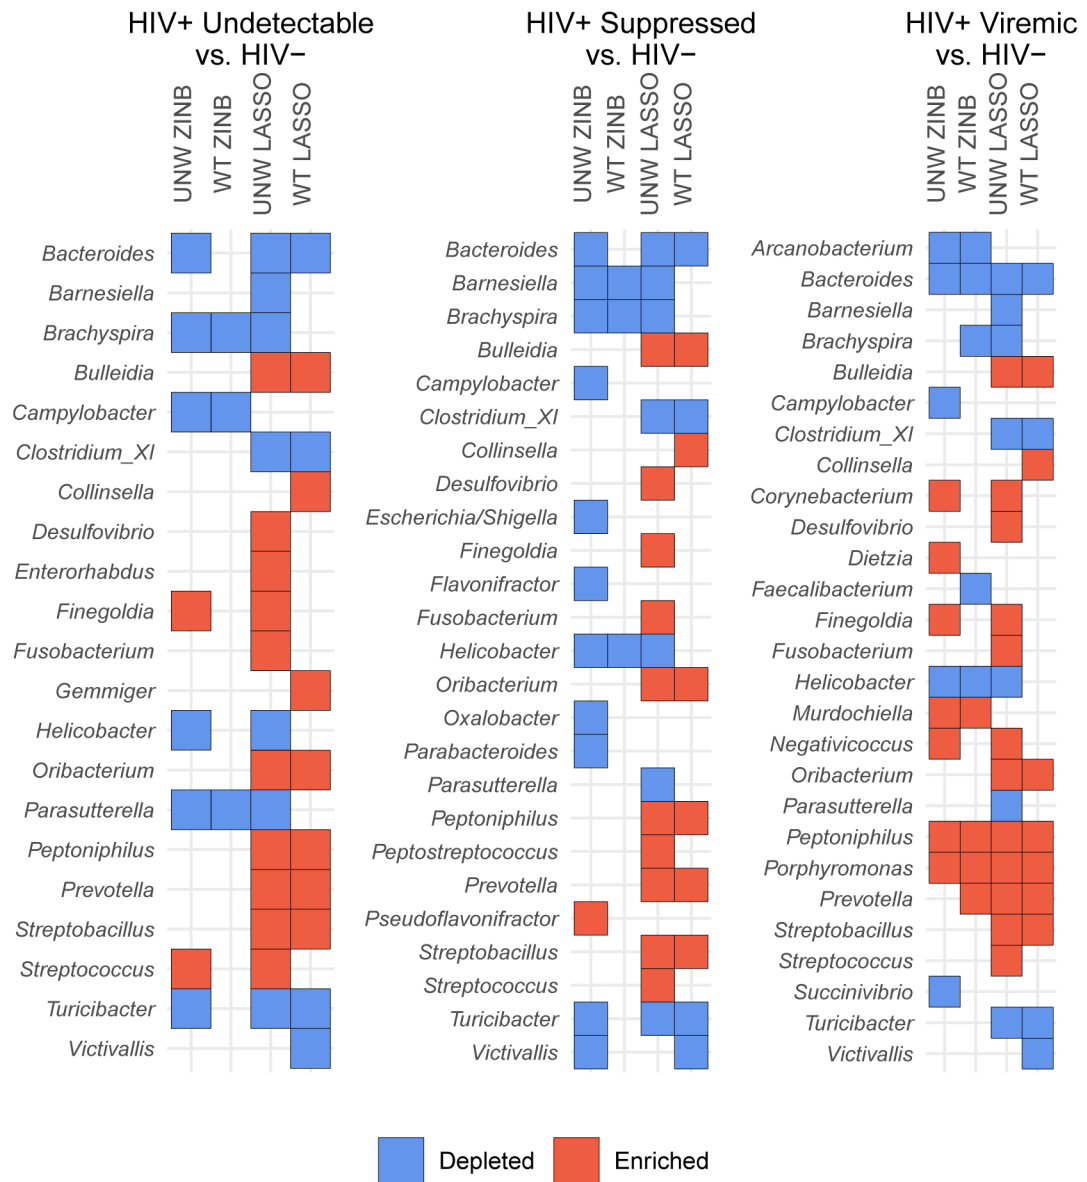 HIV+ Undetectable
vs. HIV−
UNW ZINB
WT ZINB
UNW LASSO
WT LASSO
Bacteroides
Barnesiella
Brachyspira
Bulleidia
Campylobacter
Clostridium_XI
Collinsella
Desulfovibrio
Enterorhabdus
Finegoldia
Fusobacterium
Gemmiger
Helicobacter
Oribacterium
Parasutterella
Peptoniphilus
Prevotella
Streptobacillus
Streptococcus
Turicibacter
Victivallis
HIV+ Suppressed
vs. HIV−
UNW ZINB
WT ZINB
UNW LASSO
WT LASSO
Bacteroides
Barnesiella
Brachyspira
Bulleidia
Campylobacter
Clostridium_XI
Collinsella
Desulfovibrio
Escherichia/Shigella
Finegoldia
Flavonifractor
Fusobacterium
Helicobacter
Oribacterium
Oxalobacter
Parabacteroides
Parasutterella
Peptoniphilus
Peptostreptococcus
Prevotella
Pseudoflavonifractor
Streptobacillus
Streptococcus
Turicibacter
Victivallis
HIV+ Viremic
vs. HIV−
UNW ZINB
WT ZINB
UNW LASSO
WT LASSO
Arcanobacterium
Bacteroides
Barnesiella
Brachyspira
Bulleidia
Campylobacter
Clostridium_XI
Collinsella
Corynebacterium
Desulfovibrio
Dietzia
Faecalibacterium
Finegoldia
Fusobacterium
Helicobacter
Murdochiella
Negativicoccus
Oribacterium
Parasutterella
Peptoniphilus
Porphyromonas
Prevotella
Streptobacillus
Streptococcus
Succinivibrio
Turicibacter
Victivallis
Depleted
Enriched